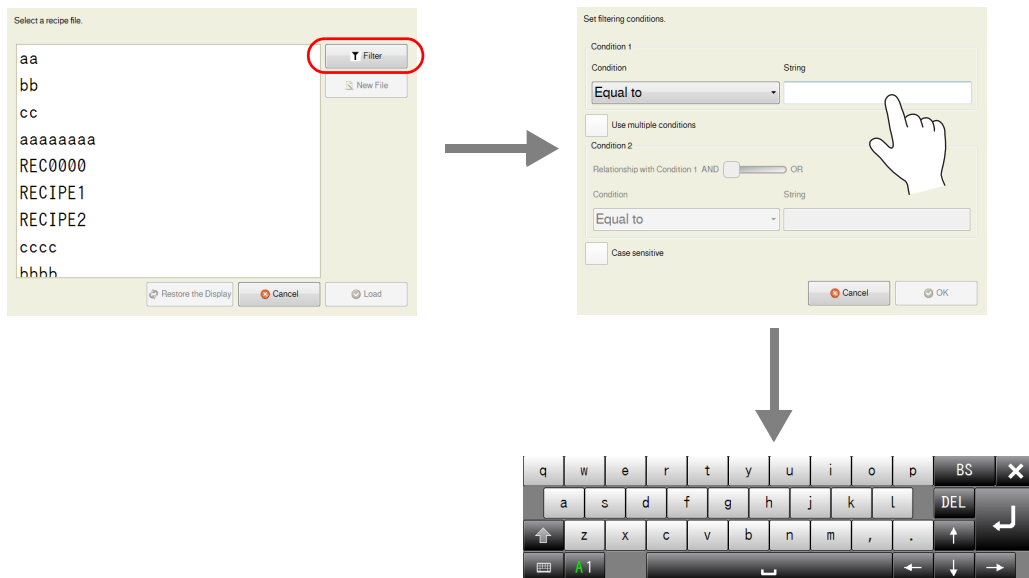 Select a recipe file.
aa
bb
cc
aaaaaaaa
REC0000
RECIPE1
RECIPE2
cccc
bbbb
Filter
New File
Restore the Display
Cancel
Load
Set filtering conditions.
Condition 1
Condition String
Equal to
Use multiple conditions
Condition 2
Relationship with Condition 1 AND OR
Condition String
Equal to
Case sensitive
Cancel OK
q w e r t y u i o p BS
a s d f g h j k l DEL
z x c v b n m , .
A1